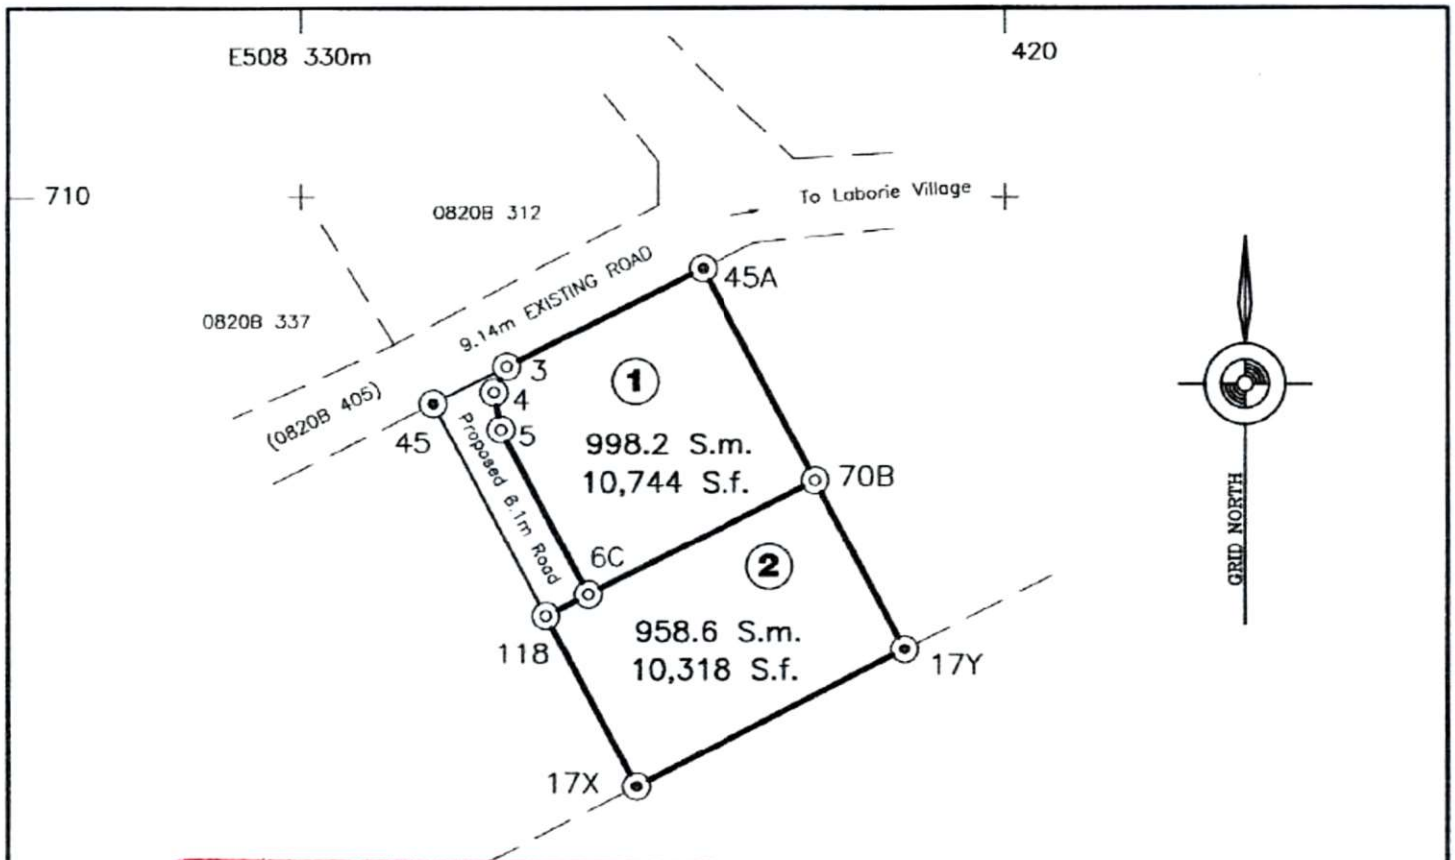 E508 330m
420
710
0820B 312
To Laborie Village
9.14m EXISTING ROAD
45A
0820B 337
3
1
4
(0820B 405)
45
5
Proposed 6.1m Road
998.2 S.m.
10,744 S.f.
70B
6C
2
GRID NORTH
958.6 S.m.
10,318 S.f.
118
17Y
17X